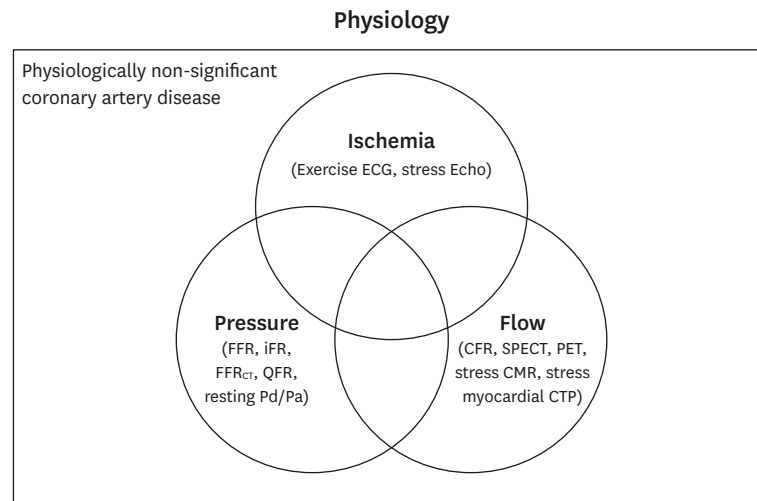 Physiology
Physiologically non-significant
coronary artery disease
Ischemia
(Exercise ECG, stress Echo)
Pressure
(FFR, iFR,
FFRCT, QFR,
resting Pd/Pa)
Flow
(CFR, SPECT, PET,
stress CMR, stress
myocardial CTP)